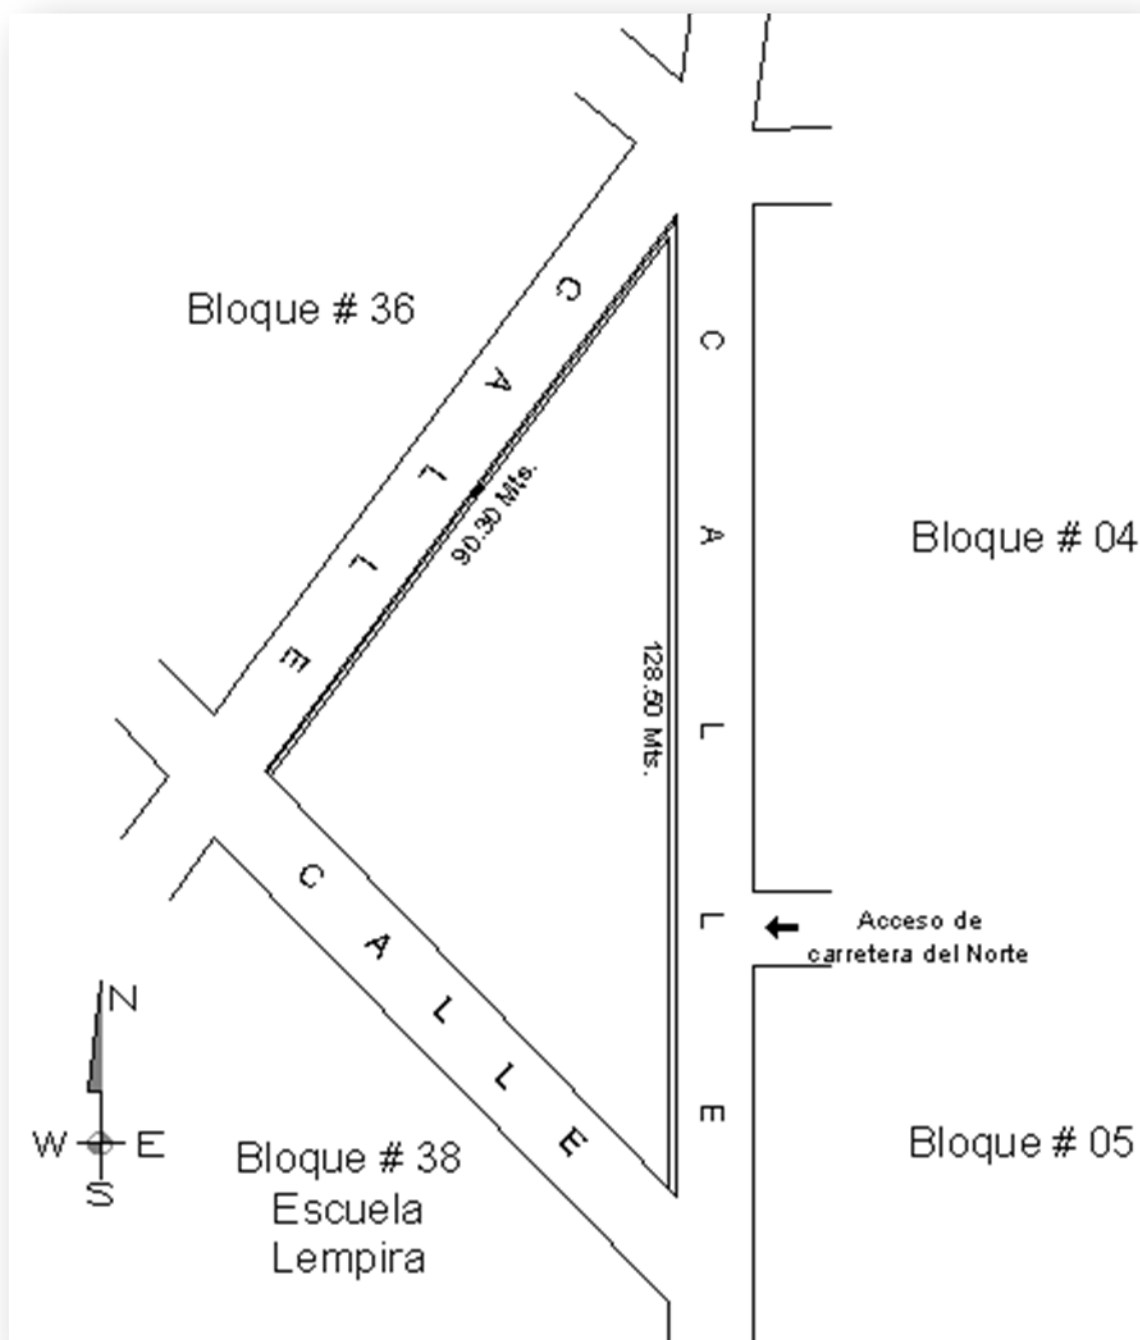 Bloque # 36
CALLE
90.30 Mts.
CALLE
128.50 Mts.
Bloque # 04
CALLE
Acceso de
carretera del Norte
N
W E
S
Bloque # 38
Escuela
Lempira
Bloque # 05